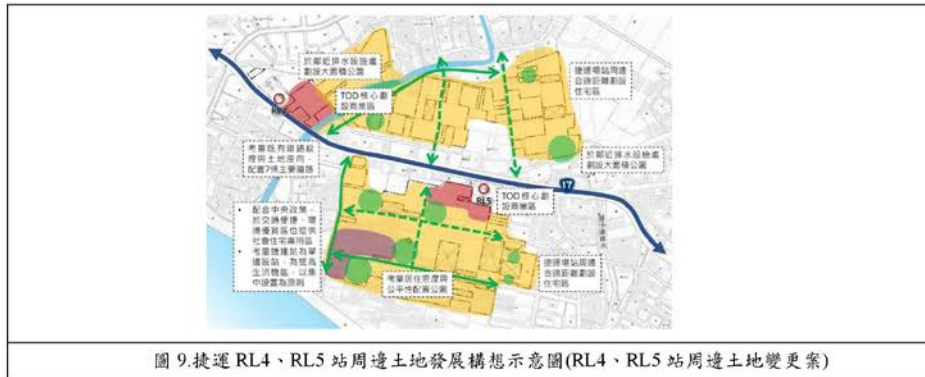 於鄰近排水設施處
劃設大面積公園
TOD核心劃
設商業區
捷運場站周邊
合適距離劃設
住宅區
考量既有道路紋
理與土地座向，
配置7條主要道路
於鄰近排水設施處
劃設大面積公園
17
RL5
TOD核心劃
設商業區
• 配合中央政策，
於交通便捷、環
境優質區位提供
社會住宅專用區
• 考量捷運站為單
邊設站，為提高
生活機能，以集
中設置為原則
捷運場站周邊
合適距離劃設
住宅區
考量居住密度與
公平性配置公園
圖 9.捷運 RL4、RL5 站周邊土地發展構想示意圖(RL4、RL5 站周邊土地變更案)